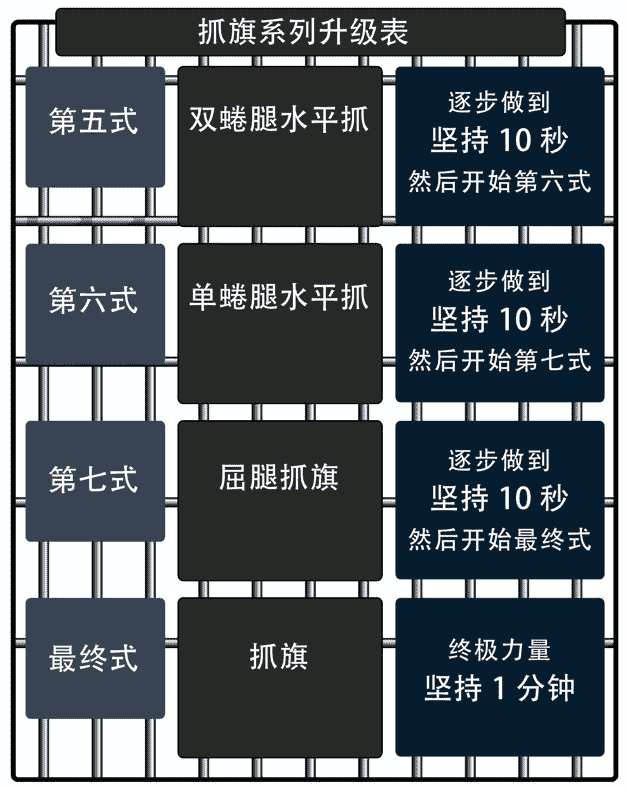 抓旗系列升级表
第五式
双蜷腿水平抓
逐步做到
坚持 10 秒
然后开始第六式
第六式
单蜷腿水平抓
逐步做到
坚持 10 秒
然后开始第七式
第七式
屈腿抓旗
逐步做到
坚持 10 秒
然后开始最终式
最终式
抓旗
终极力量
坚持 1 分钟